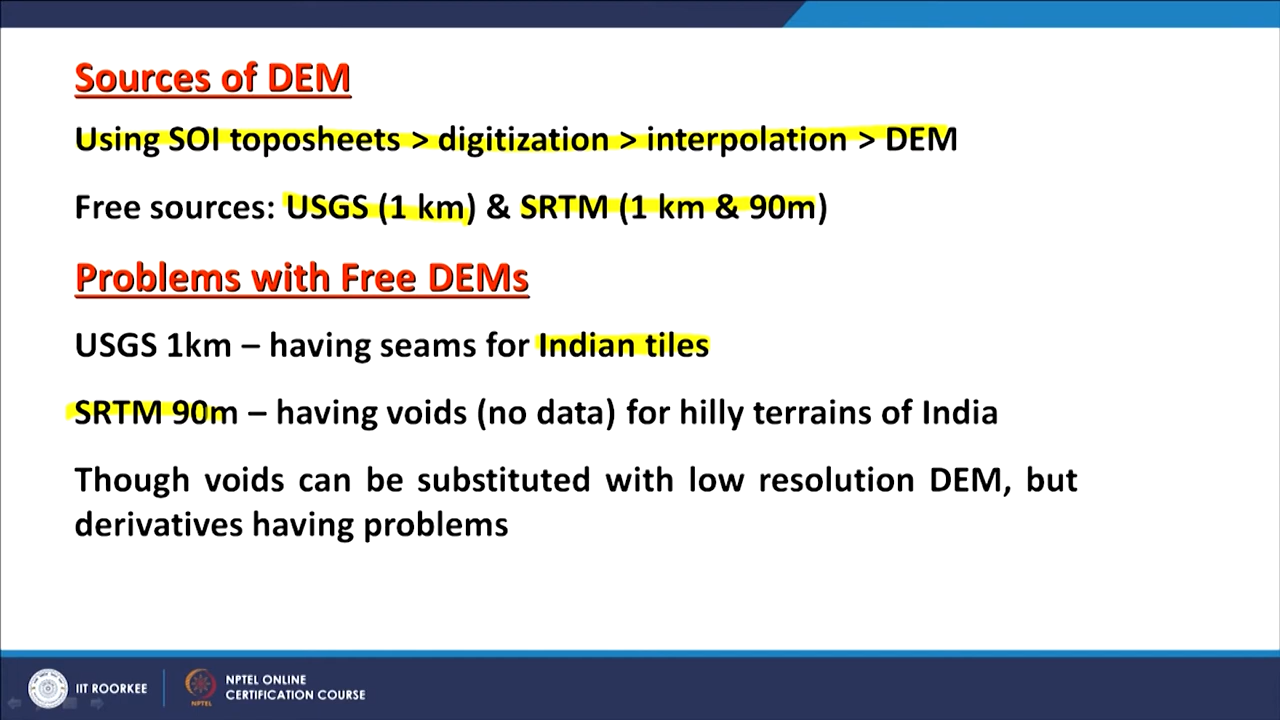 Sources of DEM
Using SOI toposheets > digitization > interpolation > DEM
Free sources: USGS (1 km) & SRTM (1 km & 90m)
Problems with Free DEMs
USGS 1km – having seams for Indian tiles
SRTM 90m – having voids (no data) for hilly terrains of India
Though voids can be substituted with low resolution DEM, but
derivatives having problems
IIT ROORKEE
NPTEL
NPTEL ONLINE
CERTIFICATION COURSE